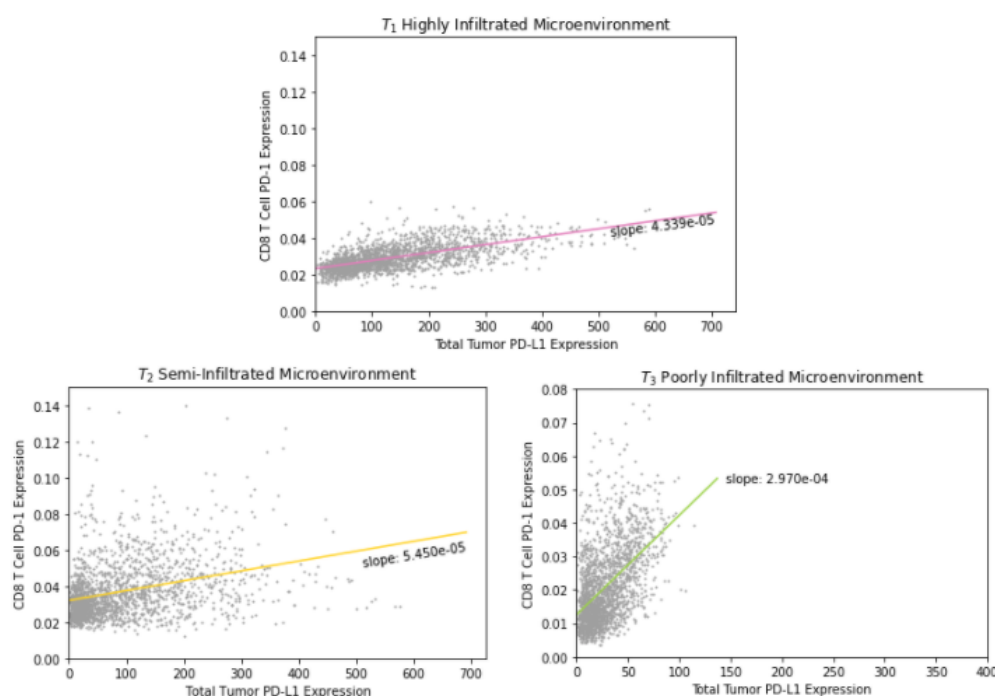 T₁ Highly Infiltrated Microenvironment
CD8 T Cell PD-1 Expression
0.14
0.12
0.10
0.08
0.06
0.04
0.02
0.00
slope: 4.339e-05
0 100 200 300 400 500 600 700
Total Tumor PD-L1 Expression
T₂ Semi-Infiltrated Microenvironment
CD8 T Cell PD-1 Expression
0.14
0.12
0.10
0.08
0.06
0.04
0.02
0.00
slope: 5.450e-05
0 100 200 300 400 500 600 700
Total Tumor PD-L1 Expression
T₃ Poorly Infiltrated Microenvironment
CD8 T Cell PD-1 Expression
0.08
0.07
0.06
0.05
0.04
0.03
0.02
0.01
0.00
slope: 2.970e-04
0 50 100 150 200 250 300 350 400
Total Tumor PD-L1 Expression